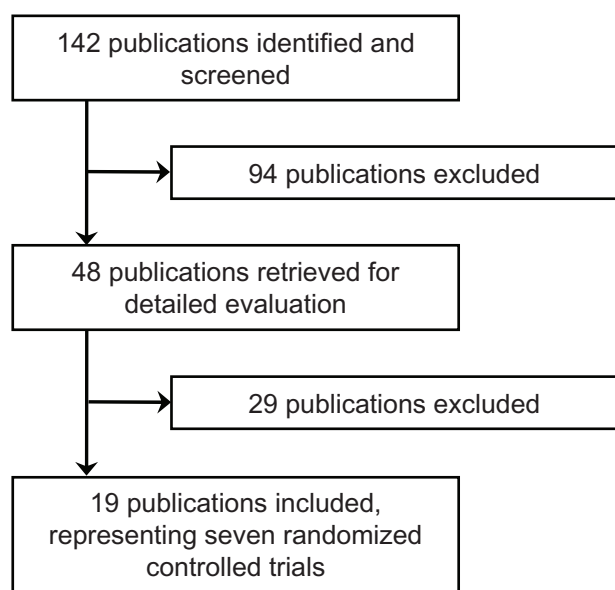 142 publications identified and
screened
94 publications excluded
48 publications retrieved for
detailed evaluation
29 publications excluded
19 publications included,
representing seven randomized
controlled trials